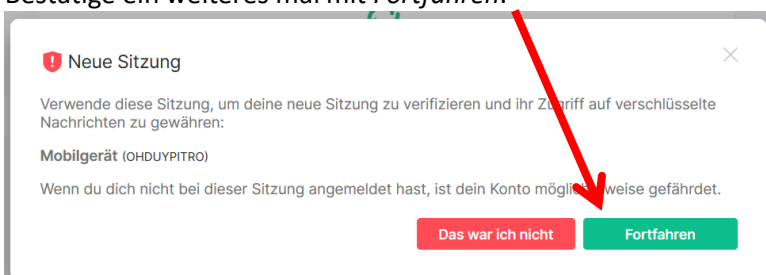 Bestätige ein weiteres mal mit Fortfahren.
Neue Sitzung
Verwende diese Sitzung, um deine neue Sitzung zu verifizieren und ihr Zugriff auf verschlüsselte
Nachrichten zu gewähren:
Mobilgerät (OHDUYPITRO)
Wenn du dich nicht bei dieser Sitzung angemeldet hast, ist dein Konto möglicherweise gefährdet.
Das war ich nicht
Fortfahren